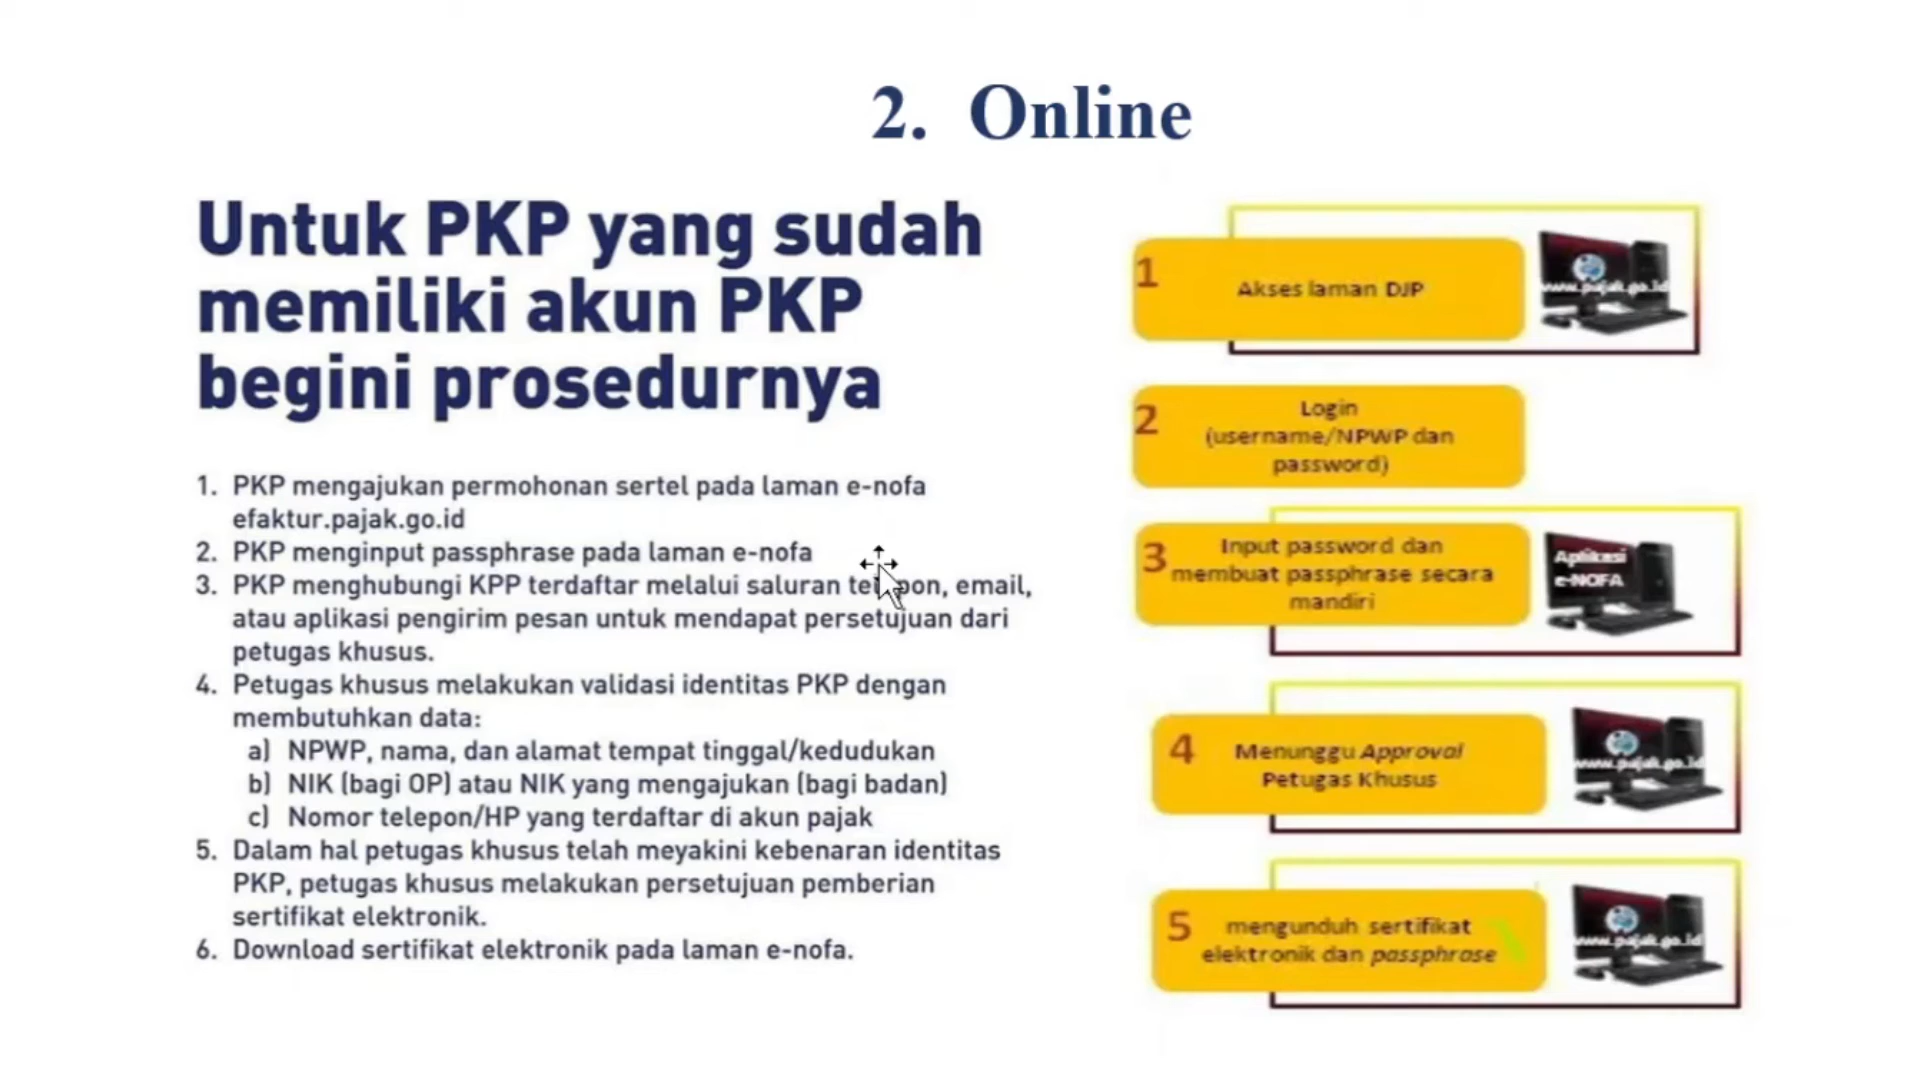 2. Online
Untuk PKP yang sudah
memiliki akun PKP
begini prosedurnya
1. PKP mengajukan permohonan sertel pada laman e-nofa
efaktur.pajak.go.id
2. PKP menginput passphrase pada laman e-nofa
3. PKP menghubungi KPP terdaftar melalui saluran telepon, email,
atau aplikasi pengirim pesan untuk mendapat persetujuan dari
petugas khusus.
4. Petugas khusus melakukan validasi identitas PKP dengan
membutuhkan data:
a) NPWP, nama, dan alamat tempat tinggal/kedudukan
b) NIK (bagi OP) atau NIK yang mengajukan (bagi badan)
c) Nomor telepon/HP yang terdaftar di akun pajak
5. Dalam hal petugas khusus telah meyakini kebenaran identitas
PKP, petugas khusus melakukan persetujuan pemberian
sertifikat elektronik.
6. Download sertifikat elektronik pada laman e-nofa.
1
Akses laman DJP
www.pajak.go.id
2
Login
(username/NPWP dan
password)
3
Input password dan
membuat passphrase secara
mandiri
Aplikasi
e-NOFA
4
Menunggu Approval
Petugas Khusus
www.pajak.go.id
5
mengunduh sertifikat
elektronik dan passphrase
www.pajak.go.id